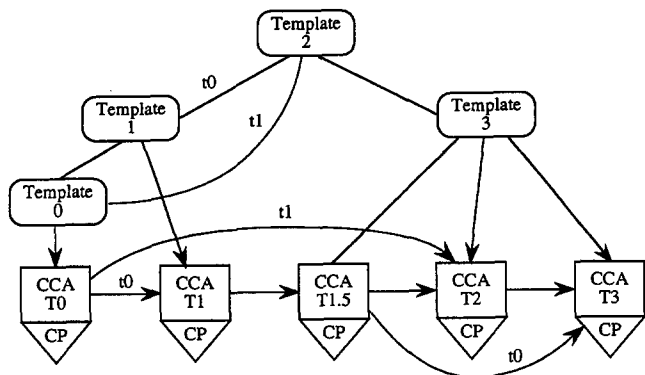 Template
2
t0
Template
1
t1
Template
3
Template
0
t1
CCA
T0
t0
CCA
T1
CCA
T1.5
CCA
T2
CCA
T3
CP
CP
CP
CP
CP
t0